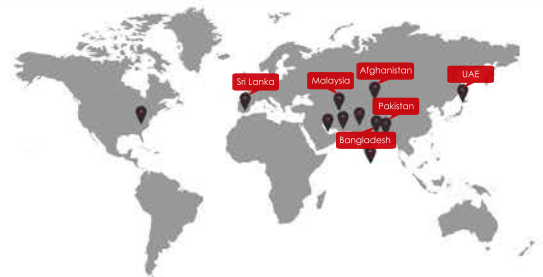 Sri Lanka
Malaysia
Afghanistan
UAE
Pakistan
Bangladesh